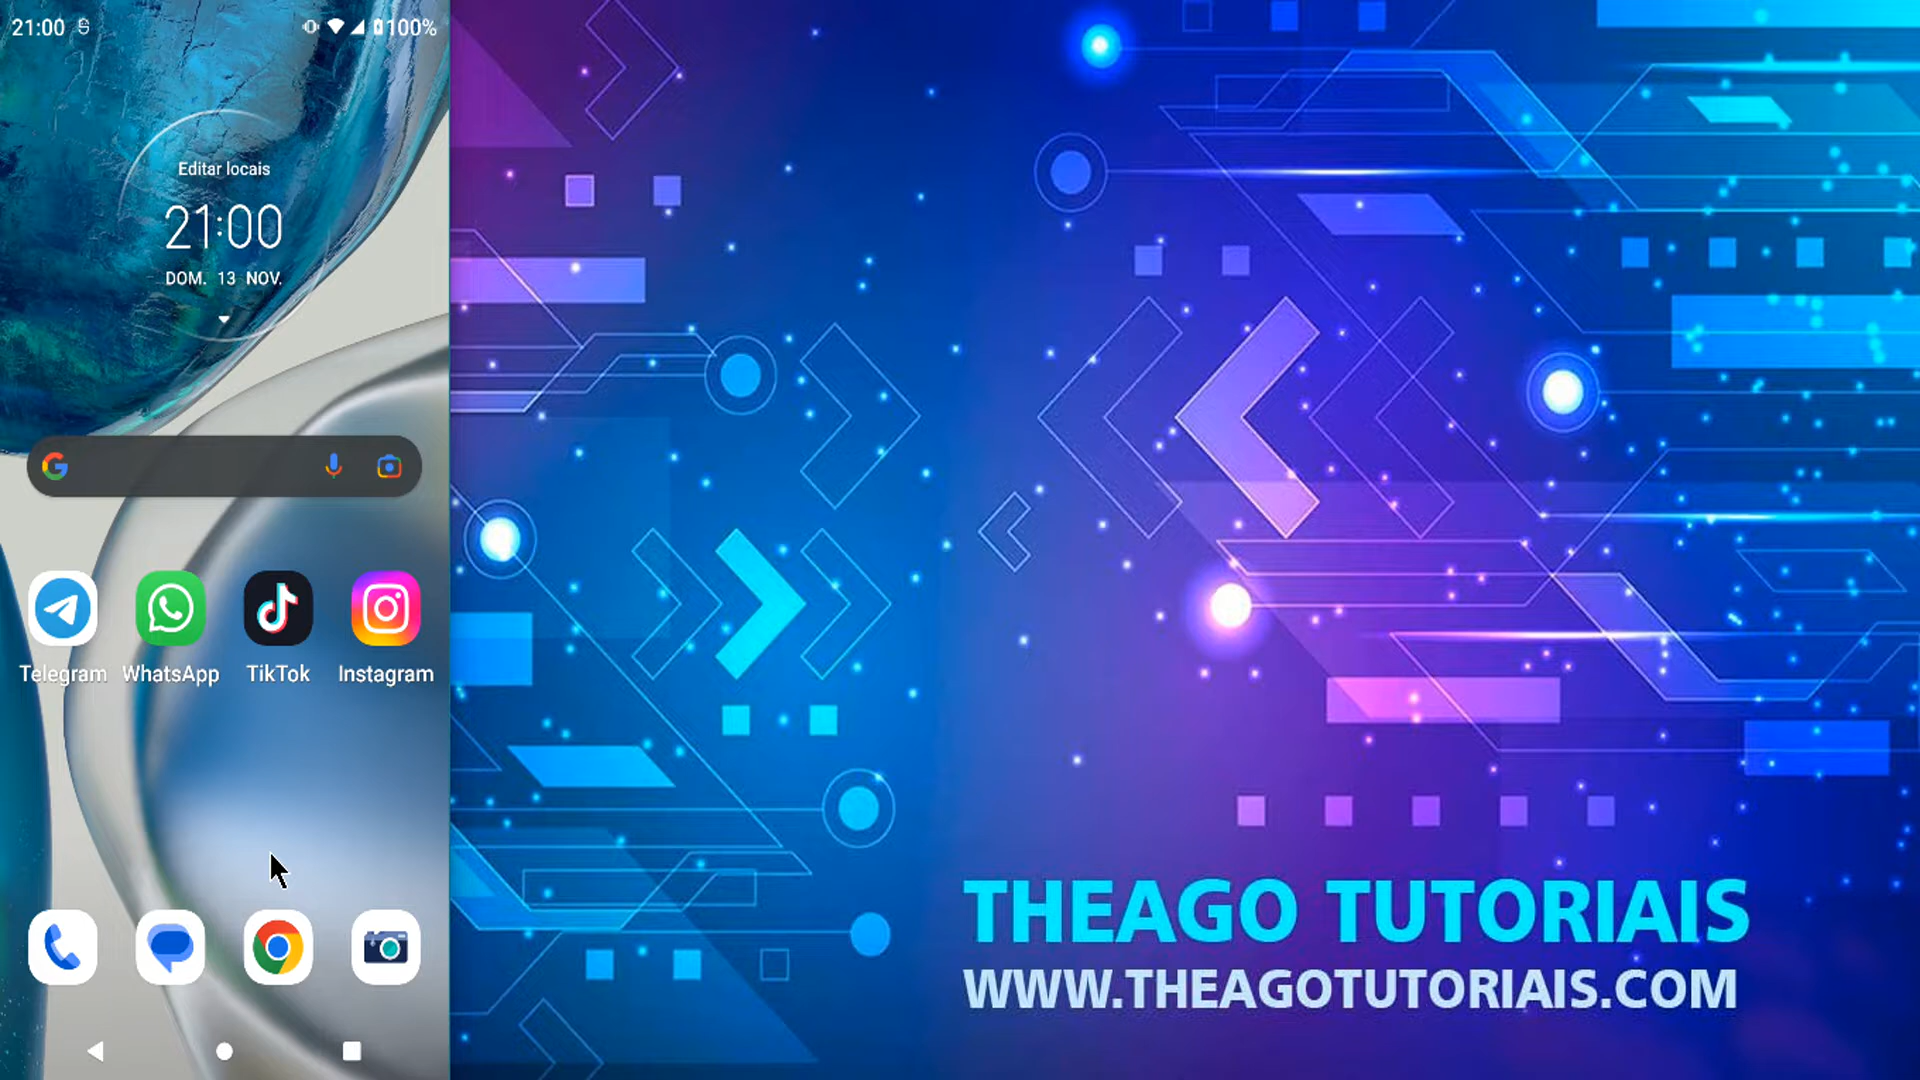 21:00
100%
Editar locais
21:00
DOM. 13 NOV.
Telegram WhatsApp TikTok Instagram
THEAGO TUTORIAIS
WWW.THEAGOTUTORIAIS.COM